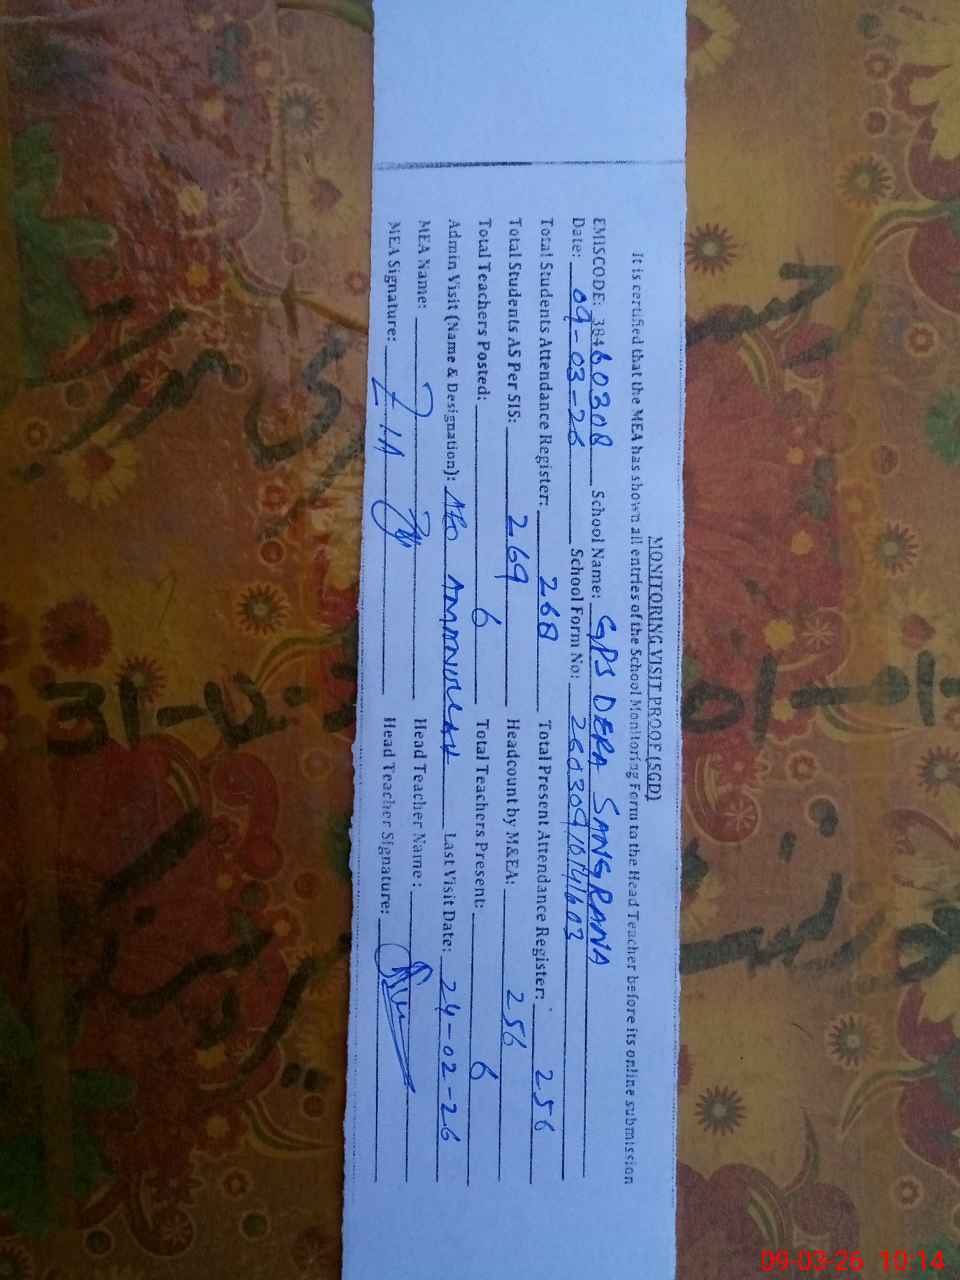 MONITORING VISIT PROOF (SGD)
It is certified that the MEA has shown all entries of the School Monitoring Form to the Head Teacher before its online submission
EMISCODE: 38460308 School Name: GPS DERA SANGRANA
Date: 09-03-26 School Form No:
Total Students Attendance Register: 268 Total Present Attendance Register: 256
Total Students AS Per SIS: 269 Headcount by M&EA: 256
Total Teachers Posted: 6 Total Teachers Present: 6
Admin Visit (Name & Designation): AEO AMANULLAH Last Visit Date: 24-02-26
MEA Name: Head Teacher Name:
MEA Signature: Head Teacher Signature:
09-03-26 10:14